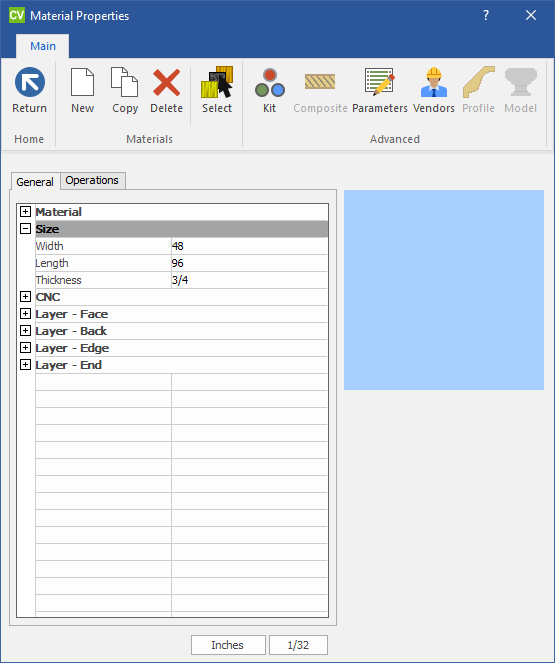 CV Material Properties ?
Main
Return New Copy Delete Select Kit Composite Parameters Vendors Profile Model
Home Materials Advanced
General Operations
Material
Size
Width 48
Length 96
Thickness 3/4
CNC
Layer - Face
Layer - Back
Layer - Edge
Layer - End
Inches 1/32